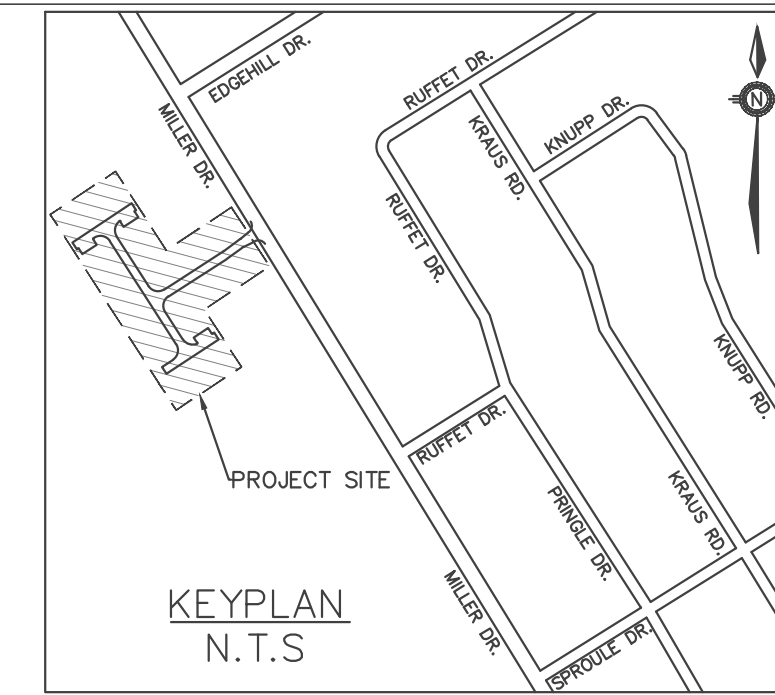 EDGEHILL DR.
RUFFET DR.
N
MILLER DR.
KRAUS RD.
KNUPP DR.
RUFFET DR.
KNUPP RD.
RUFFET DR.
PROJECT SITE
PRINGLE DR.
KRAUS RD.
KEYPLAN
N.T.S
MILLER DR.
SPROULE DR.